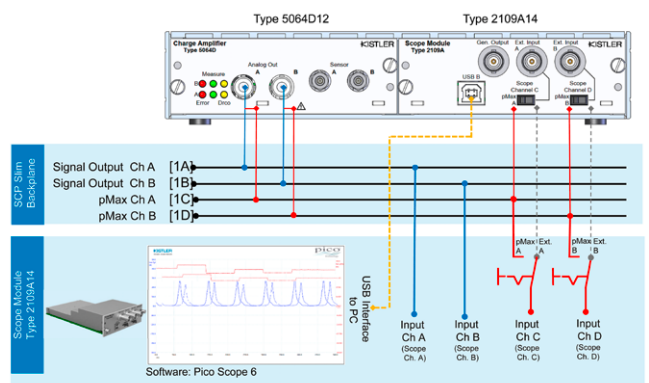 Type 5064D12
Type 2109A14
Charge Amplifier
Type 5064D
KISTLER
Analog Out
Sensor
Measure
A
B
A
B
B
A
Error
Drco
Scope Module
Type 2109A
KISTLER
Gen. Output
Ext. Input
A
Ext. Input
B
USB B
Scope
Channel C
pMax
A
Scope
Channel D
pMax
B
SCP Slim
Backplane
Signal Output Ch A [1A]
Signal Output Ch B [1B]
pMax Ch A [1C]
pMax Ch B [1D]
Scope Module
Type 2109A14
KISTLER
pico
Software: Pico Scope 6
USB Interface
to PC
pMax
A
Ext.
A
pMax
B
Ext.
B
Input
Ch A
(Scope
Ch. A)
Input
Ch B
(Scope
Ch. B)
Input
Ch C
(Scope
Ch. C)
Input
Ch D
(Scope
Ch. D)